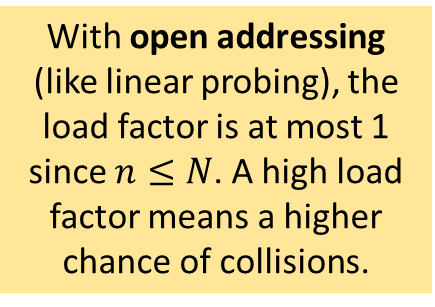 With open addressing
(like linear probing), the
load factor is at most 1
since n ≤ N. A high load
factor means a higher
chance of collisions.